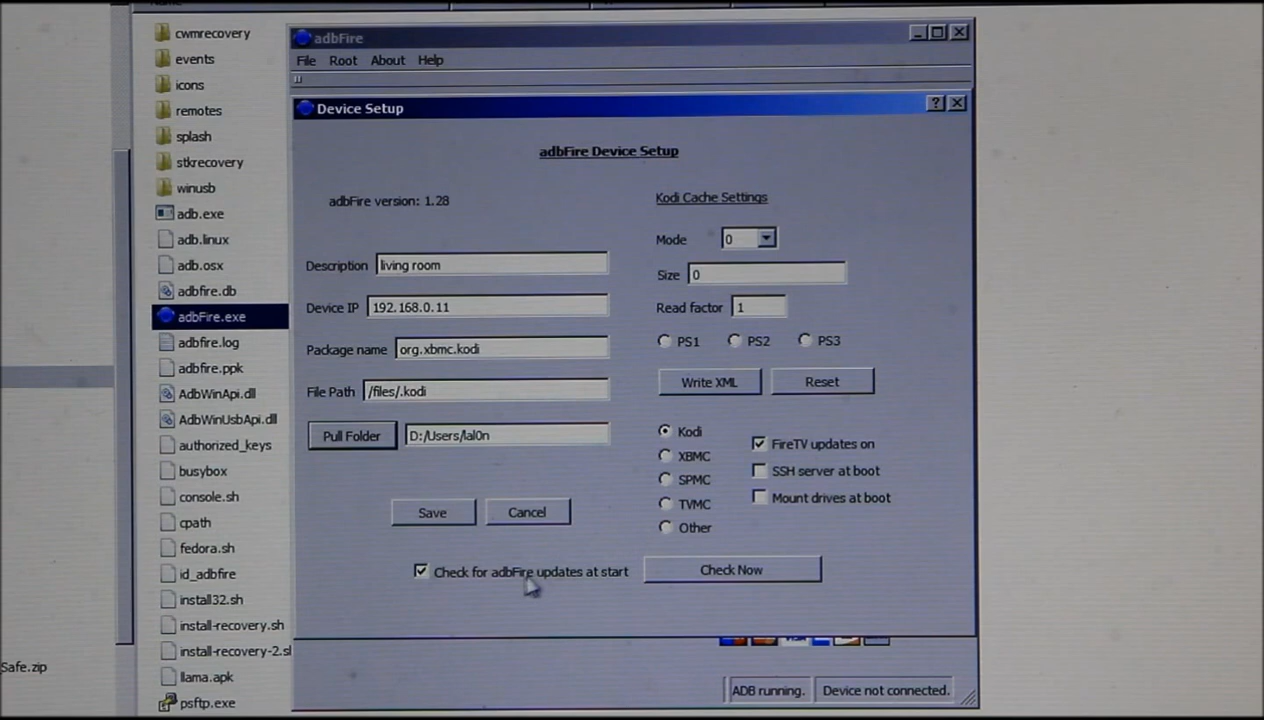 cwmrecovery
events
icons
remotes
splash
stkrecovery
winusb
adb.exe
adb.linux
adb.osx
adbfire.db
adbFire.exe
adbfire.log
adbfire.ppk
AdbWinApi.dll
AdbWinUsbApi.dll
authorized_keys
busybox
console.sh
cpath
fedora.sh
id_adbfire
install32.sh
install-recovery.sh
install-recovery-2.sl
llama.apk
psftp.exe
Safe.zip
adbFire
File Root About Help
Device Setup
adbFire Device Setup
adbFire version: 1.28
Description living room
Device IP 192.168.0.11
Package name org.xbmc.kodi
File Path /files/.kodi
Pull Folder D:/Users/lal0n
Save Cancel
Check for adbFire updates at start
Kodi Cache Settings
Mode 0
Size 0
Read factor 1
PS1 PS2 PS3
Write XML Reset
Kodi
XBMC
SPMC
TVMC
Other
FireTV updates on
SSH server at boot
Mount drives at boot
Check Now
VISA
ADB running. Device not connected.